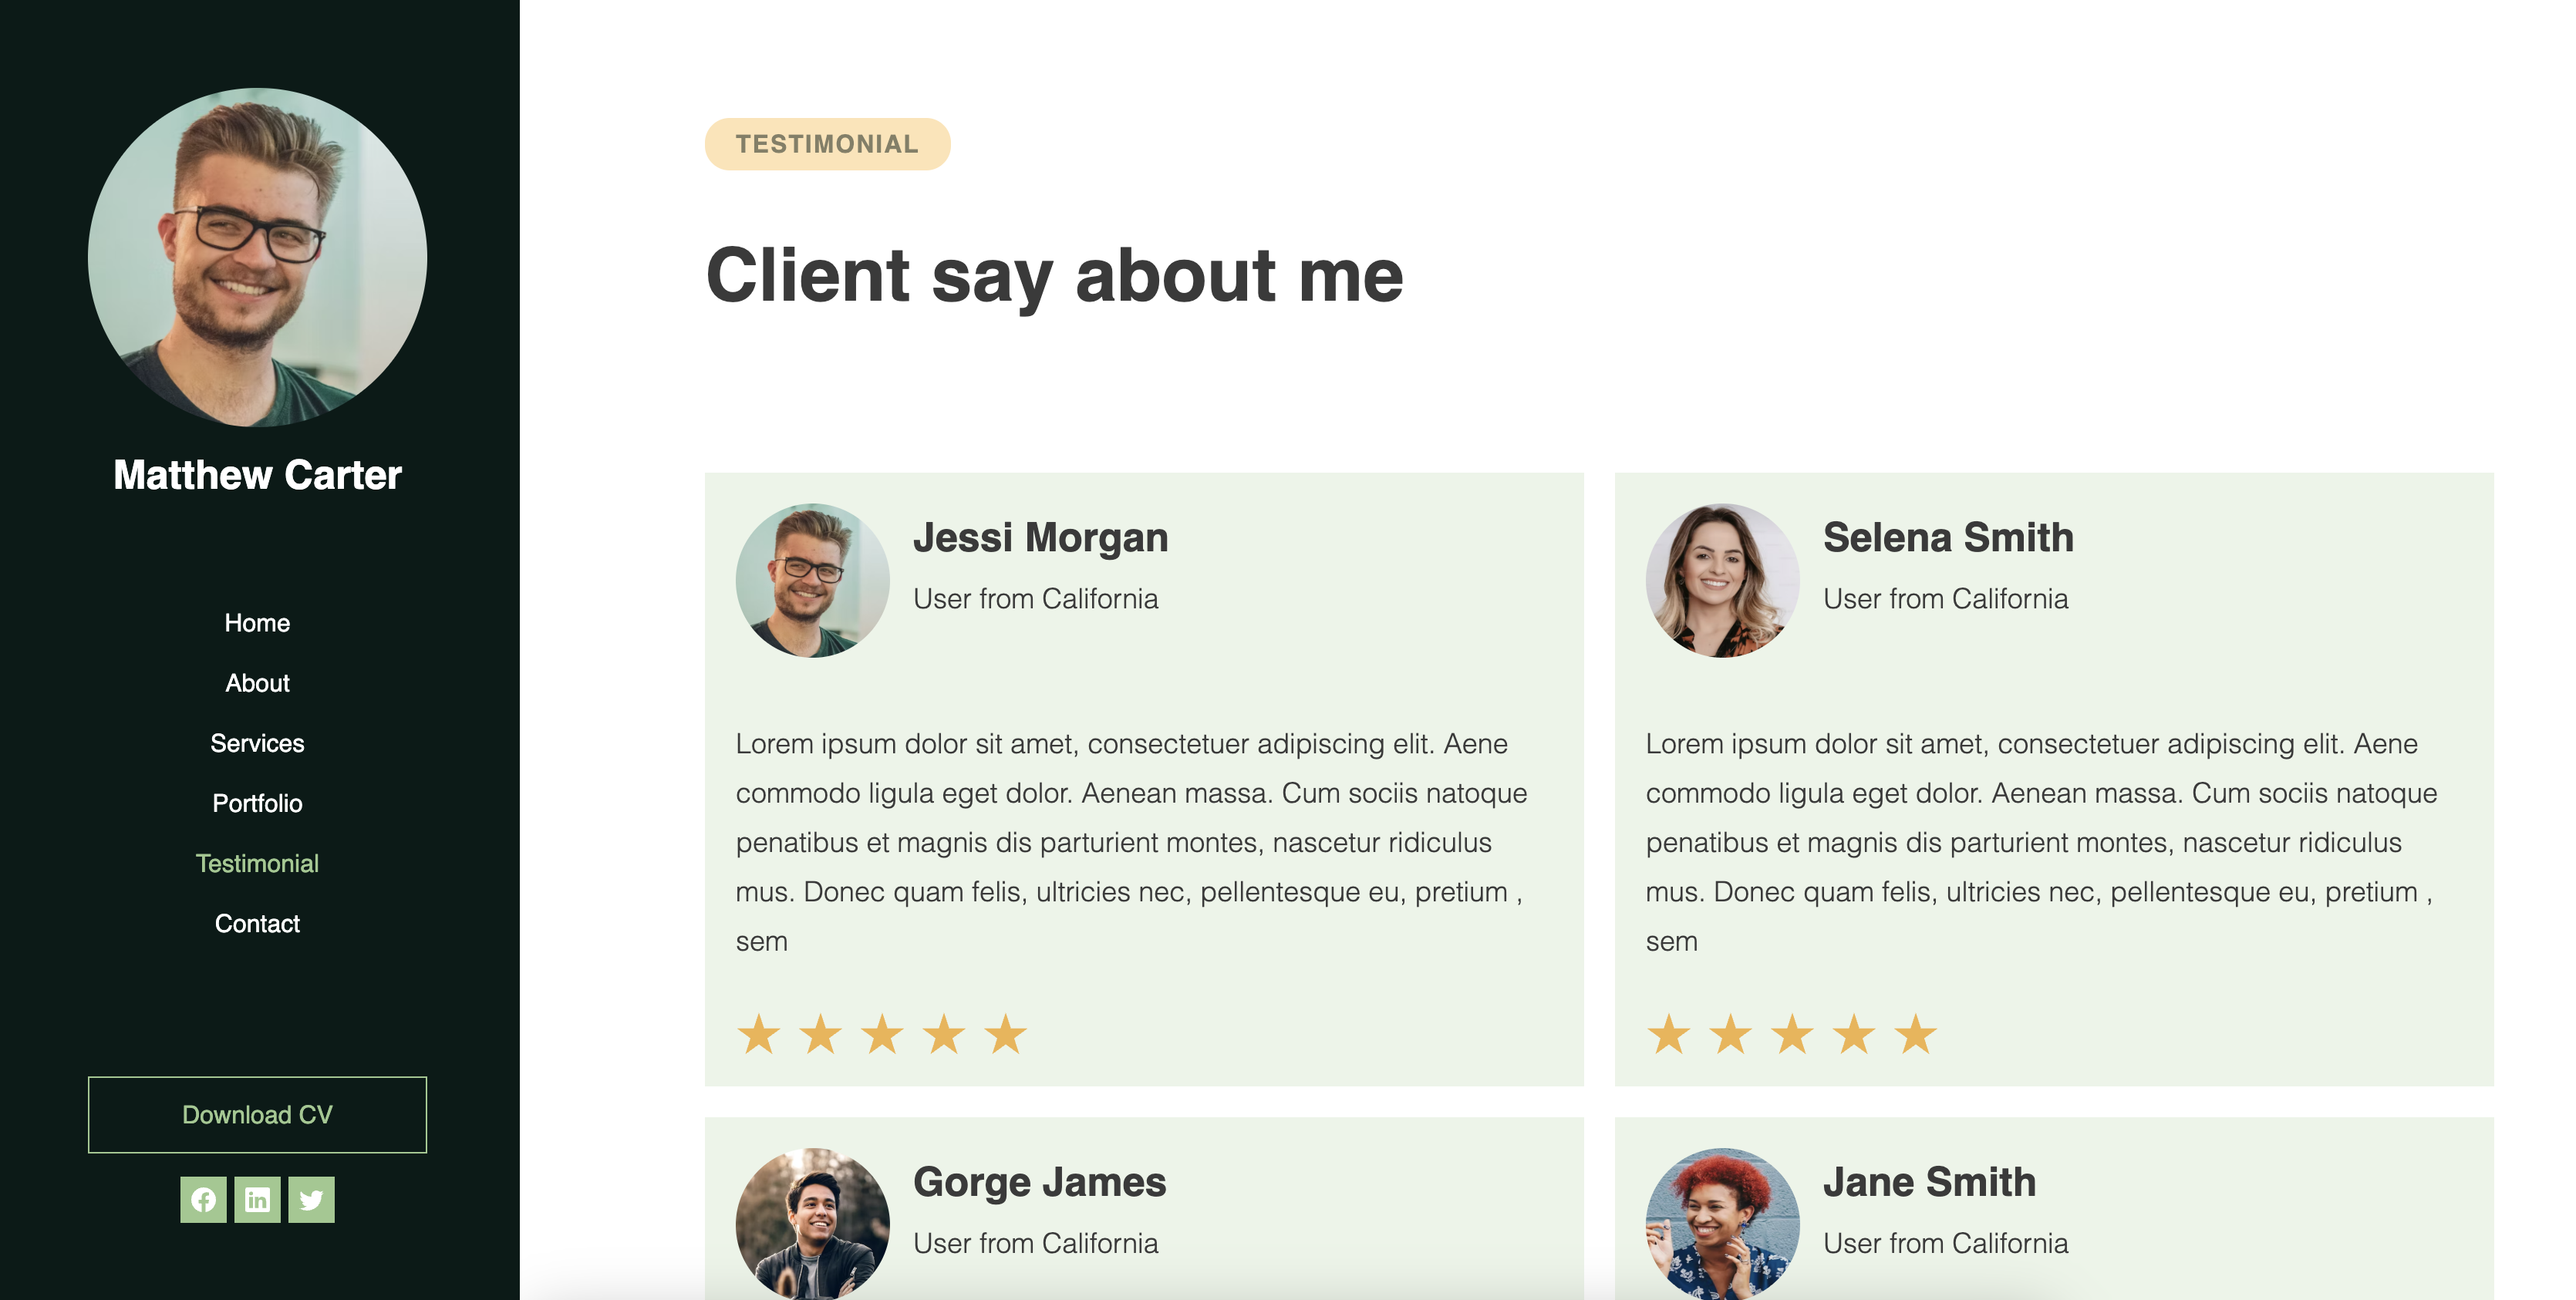 Matthew Carter
Home
About
Services
Portfolio
Testimonial
Contact
Download CV
TESTIMONIAL
Client say about me
Jessi Morgan
User from California
Lorem ipsum dolor sit amet, consectetuer adipiscing elit. Aene
commodo ligula eget dolor. Aenean massa. Cum sociis natoque
penatibus et magnis dis parturient montes, nascetur ridiculus
mus. Donec quam felis, ultricies nec, pellentesque eu, pretium ,
sem
Selena Smith
User from California
Lorem ipsum dolor sit amet, consectetuer adipiscing elit. Aene
commodo ligula eget dolor. Aenean massa. Cum sociis natoque
penatibus et magnis dis parturient montes, nascetur ridiculus
mus. Donec quam felis, ultricies nec, pellentesque eu, pretium ,
sem
Gorge James
User from California
Jane Smith
User from California